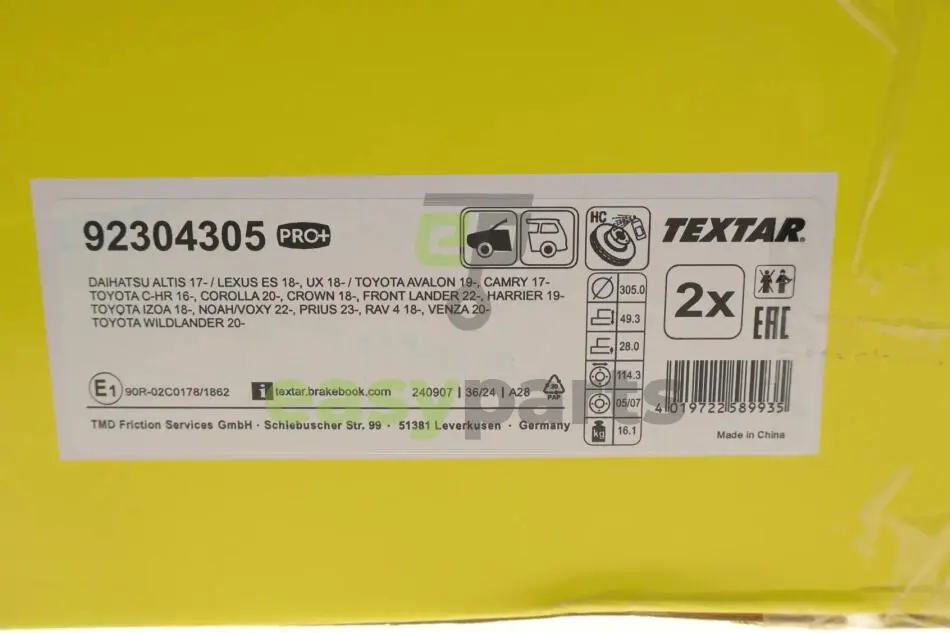 92304305 PRO+
HC
TEXTAR®
DAIHATSU ALTIS 17- / LEXUS ES 18-, UX 18- / TOYOTA AVALON 19-, CAMRY 17-
TOYOTA C-HR 16-, COROLLA 20-, CROWN 18-, FRONT LANDER 22-, HARRIER 19-
TOYOTA IZOA 18-, NOAH/VOXY 22-, PRIUS 23-, RAV 4 18-, VENZA 20-
TOYOTA WILDLANDER 20-
305.0
49.3
28.0
114.3
05/07
kg 16.1
2x
EAC
E1 90R-02C0178/1862
i textar.brakebook.com 240907 | 36/24 | A28
20
PAP
TMD Friction Services GmbH · Schiebuscher Str. 99 · 51381 Leverkusen · Germany
4 019722 589935
Made in China
easyparts